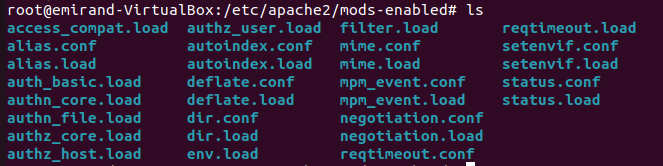 root@emirand-VirtualBox:/etc/apache2/mods-enabled# ls
access_compat.load authz_user.load filter.load reqtimeout.load
alias.conf autoindex.conf mime.conf setenvif.conf
alias.load autoindex.load mime.load setenvif.load
auth_basic.load deflate.conf mpm_event.conf status.conf
authn_core.load deflate.load mpm_event.load status.load
authn_file.load dir.conf negotiation.conf
authz_core.load dir.load negotiation.load
authz_host.load env.load reqtimeout.conf